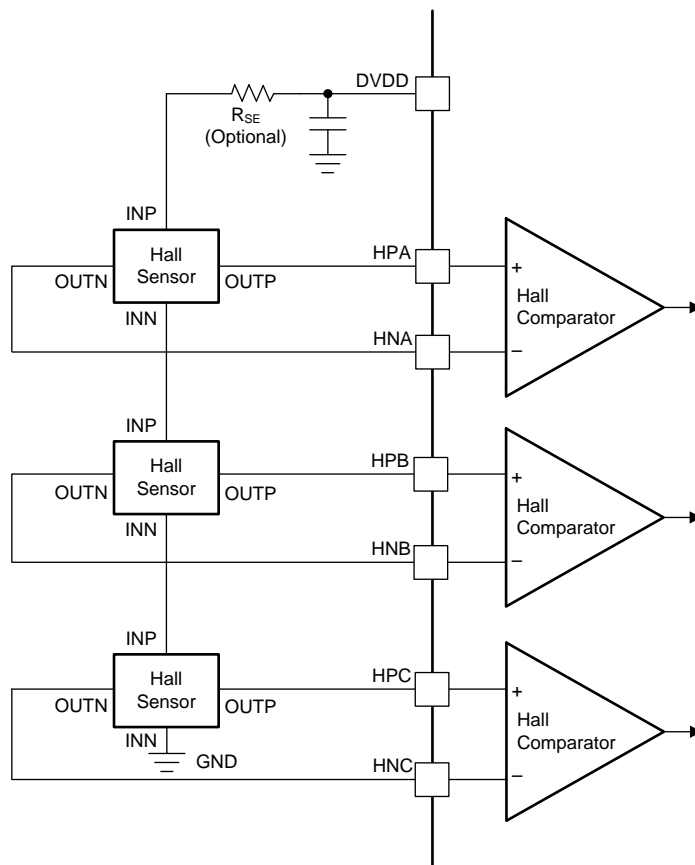 DVDD
RSE
(Optional)
INP
Hall
Sensor
OUTN
OUTP
INN
HPA
HNA
+
Hall
Comparator
–
INP
Hall
Sensor
OUTN
OUTP
INN
HPB
HNB
+
Hall
Comparator
–
INP
Hall
Sensor
OUTN
OUTP
INN
GND
HPC
HNC
+
Hall
Comparator
–